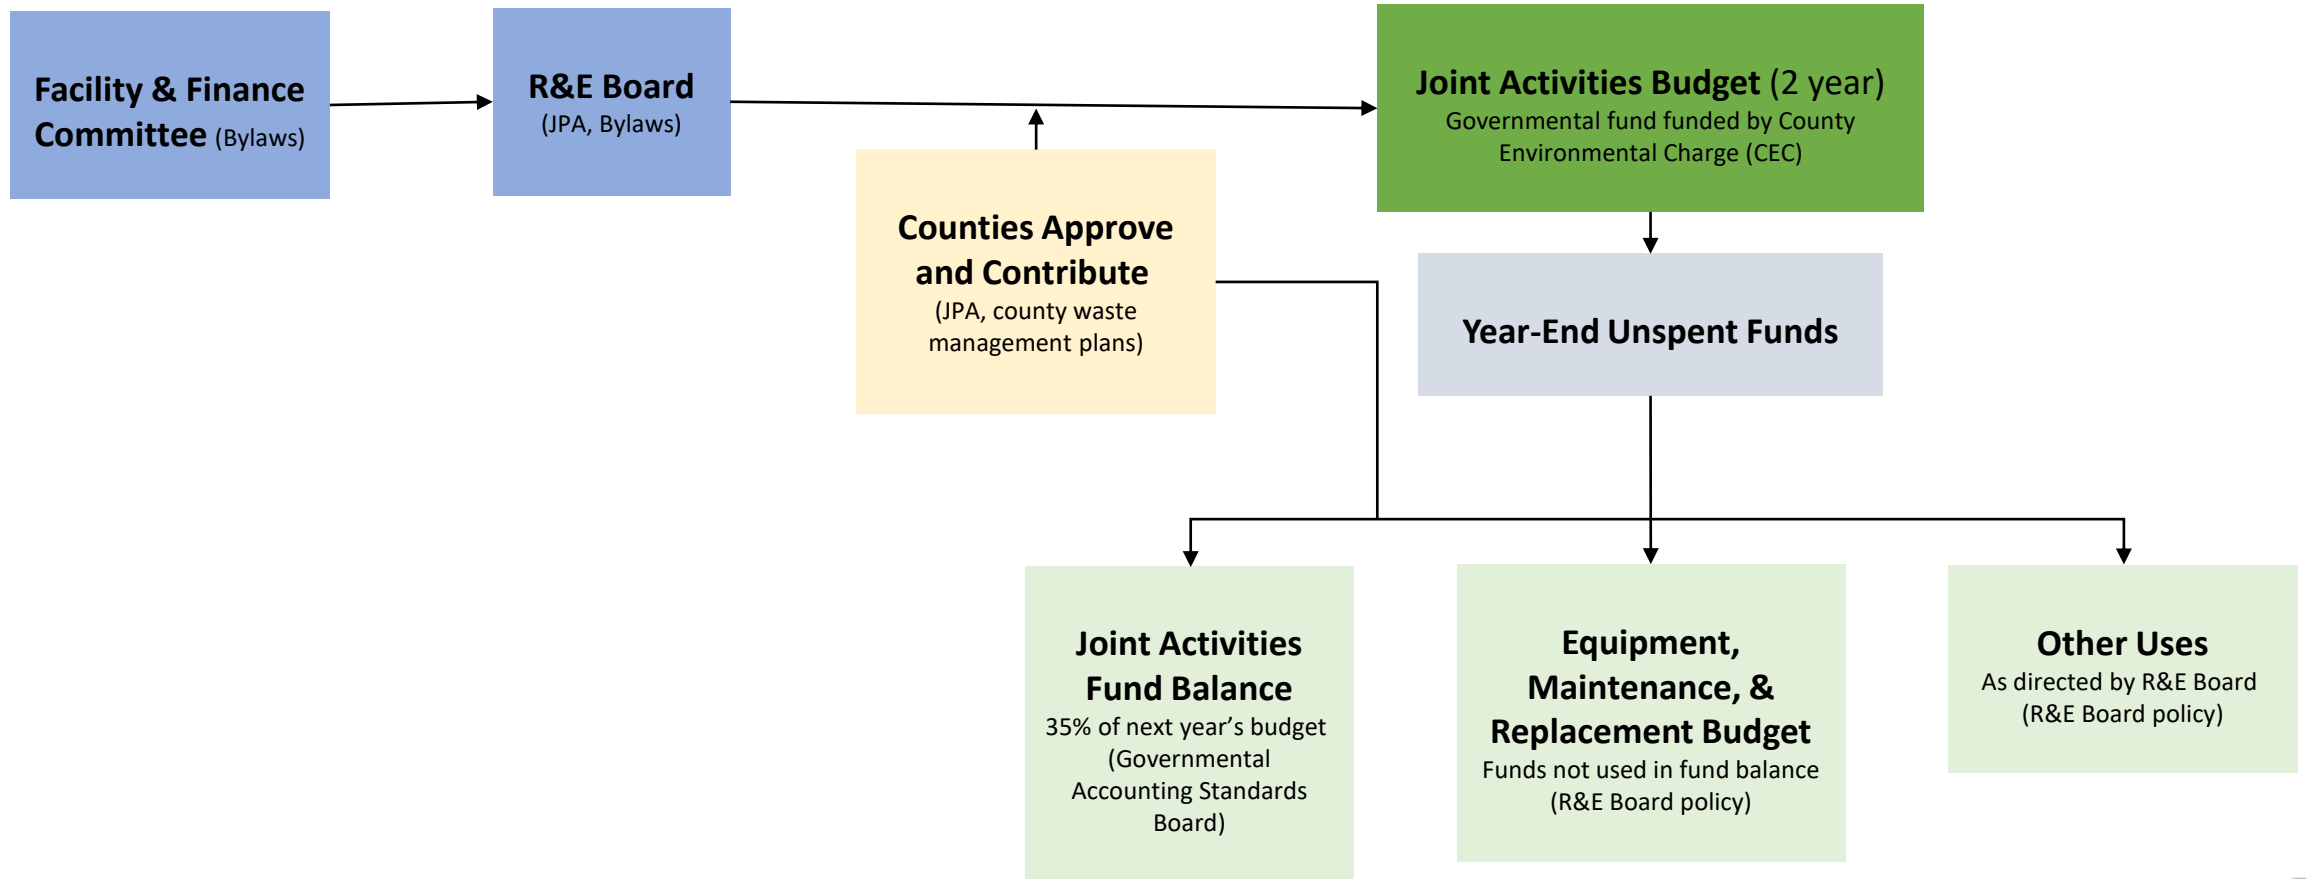 Facility & Finance
Committee (Bylaws)
R&E Board
(JPA, Bylaws)
Joint Activities Budget (2 year)
Governmental fund funded by County
Environmental Charge (CEC)
Counties Approve
and Contribute
(JPA, county waste
management plans)
Year-End Unspent Funds
Joint Activities
Fund Balance
35% of next year’s budget
(Governmental
Accounting Standards
Board)
Equipment,
Maintenance, &
Replacement Budget
Funds not used in fund balance
(R&E Board policy)
Other Uses
As directed by R&E Board
(R&E Board policy)